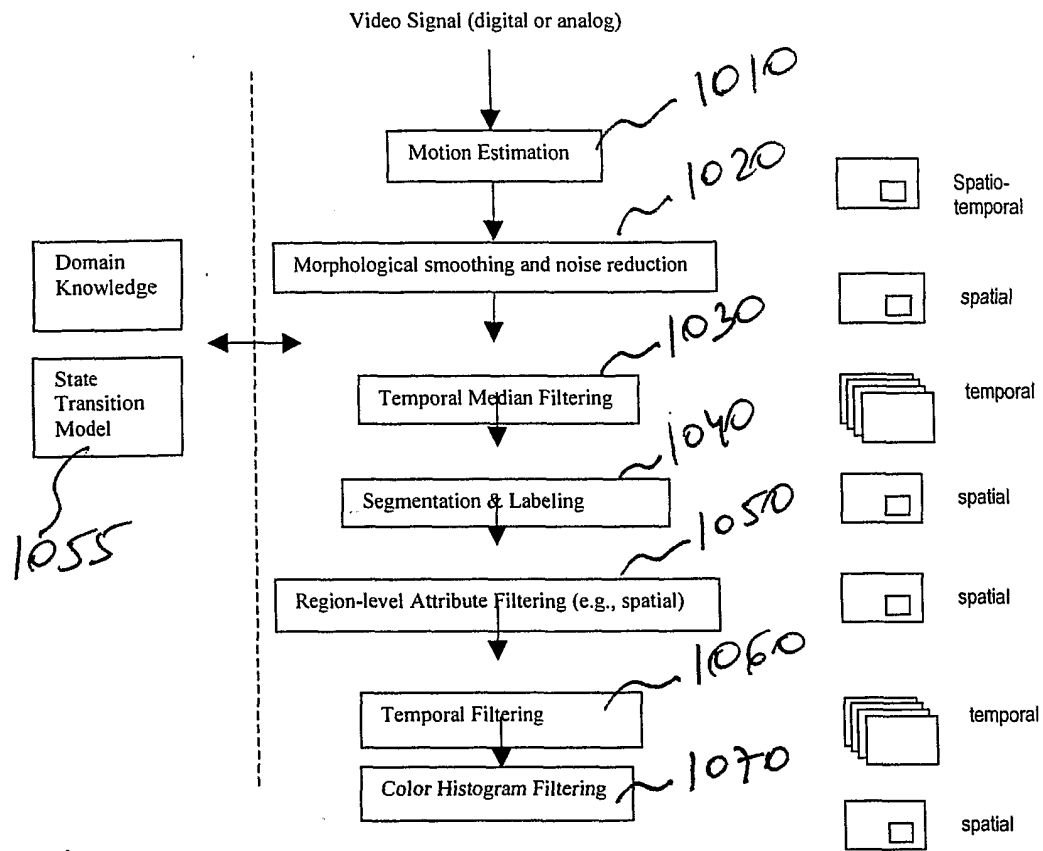 Video Signal (digital or analog)
1010
Motion Estimation
1020
Spatio-
temporal
Domain
Knowledge
Morphological smoothing and noise reduction
spatial
1030
State
Transition
Model
Temporal Median Filtering
temporal
1040
Segmentation & Labeling
spatial
1055
1050
Region-level Attribute Filtering (e.g., spatial)
spatial
1060
Temporal Filtering
temporal
1070
Color Histogram Filtering
spatial